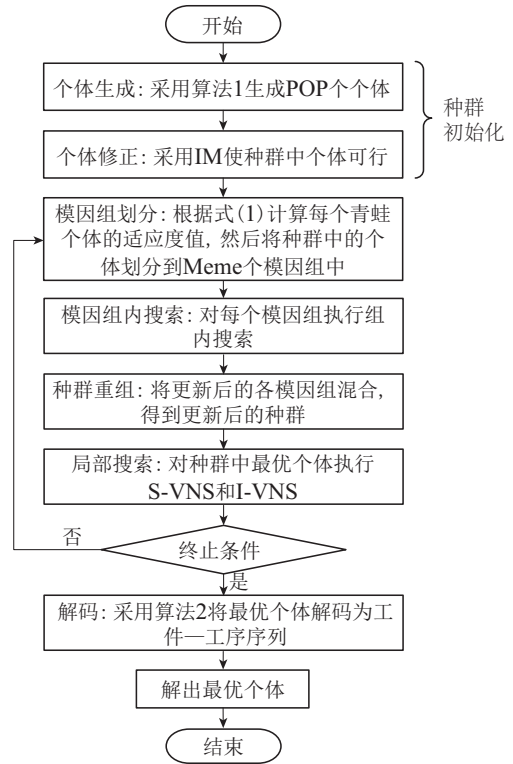 开始
个体生成: 采用算法1生成POP个个体
种群
初始化
个体修正: 采用IM使种群中个体可行
模因组划分: 根据式(1)计算每个青蛙
个体的适应度值, 然后将种群中的个
体划分到Meme个模因组中
模因组内搜索: 对每个模因组执行组
内搜索
种群重组: 将更新后的各模因组混合,
得到更新后的种群
局部搜索: 对种群中最优个体执行
S-VNS和I-VNS
否
终止条件
是
解码: 采用算法2将最优个体解码为工
件—工序序列
解出最优个体
结束